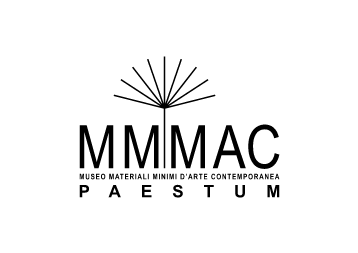 MMMAC
MUSEO MATERIALI MINIMI D'ARTE CONTEMPORANEA
PAESTUM